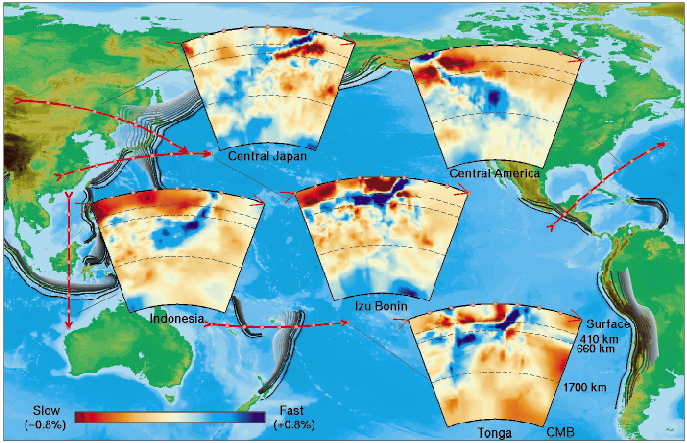 Central Japan
Central America
Indonesia
Izu Bonin
Surface
410 km
660 km
1700 km
Slow
(−0.8%)
Fast
(+0.8%)
Tonga
CMB